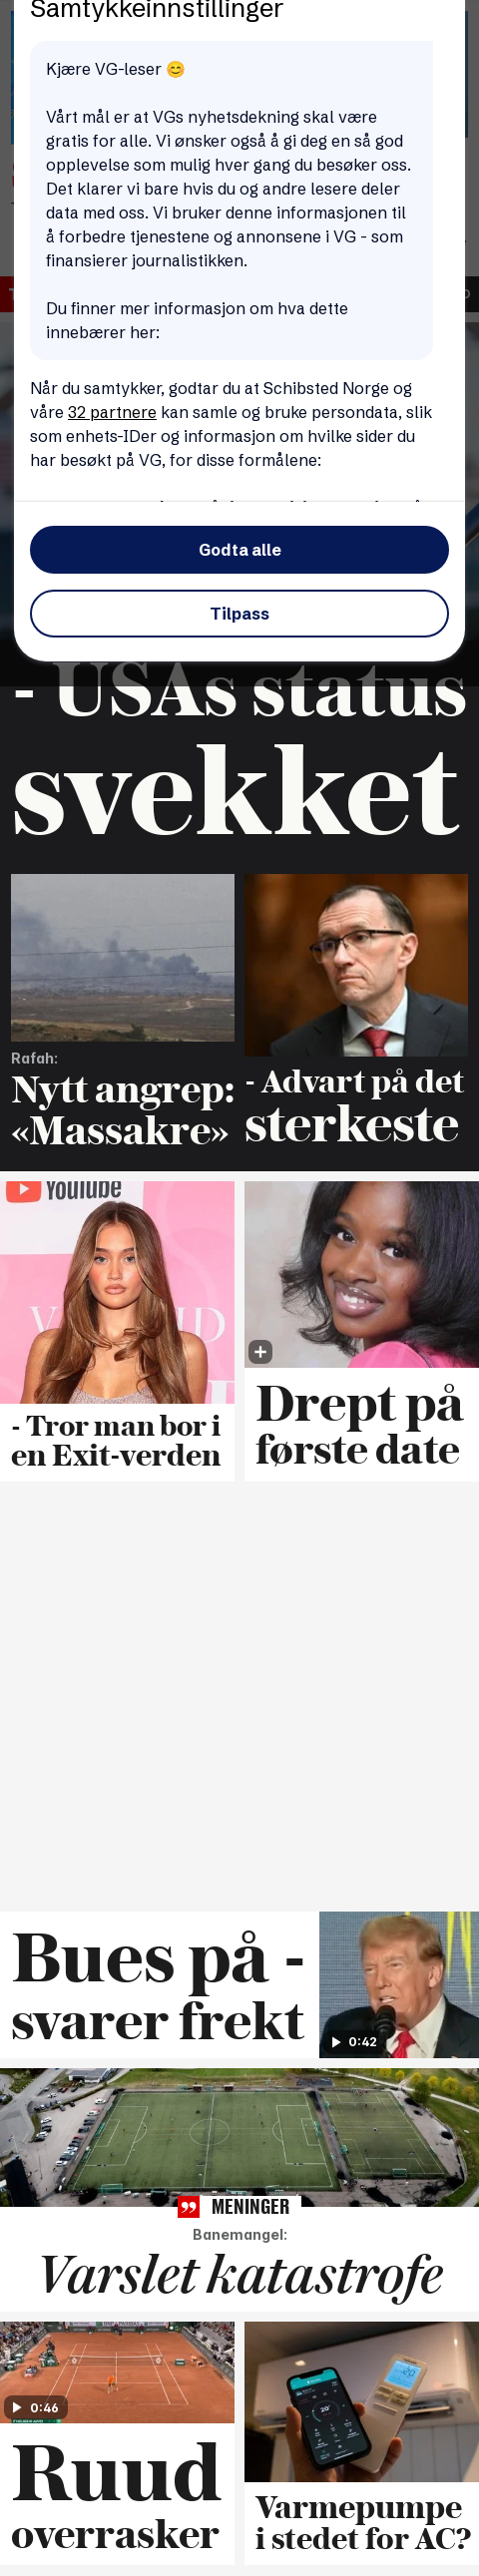 Samtykkeinnstillinger
Kjære VG-leser 😊
Vårt mål er at VGs nyhetsdekning skal være
gratis for alle. Vi ønsker også å gi deg en så god
opplevelse som mulig hver gang du besøker oss.
Det klarer vi bare hvis du og andre lesere deler
data med oss. Vi bruker denne informasjonen til
å forbedre tjenestene og annonsene i VG - som
finansierer journalistikken.
Du finner mer informasjon om hva dette
innebærer her:
Når du samtykker, godtar du at Schibsted Norge og
våre 32 partnere kan samle og bruke persondata, slik
som enhets-IDer og informasjon om hvilke sider du
har besøkt på VG, for disse formålene:
Godta alle
Tilpass
- USAs status
svekket
Rafah:
Nytt angrep:
«Massakre»
- Advart på det
sterkeste
YouTube
- Tror man bor i
en Exit-verden
Drept på
første date
Bues på -
svarer frekt
0:42
MENINGER
Banemangel:
Varslet katastrofe
0:46
Ruud
overrasker
Varmepumpe
i stedet for AC?